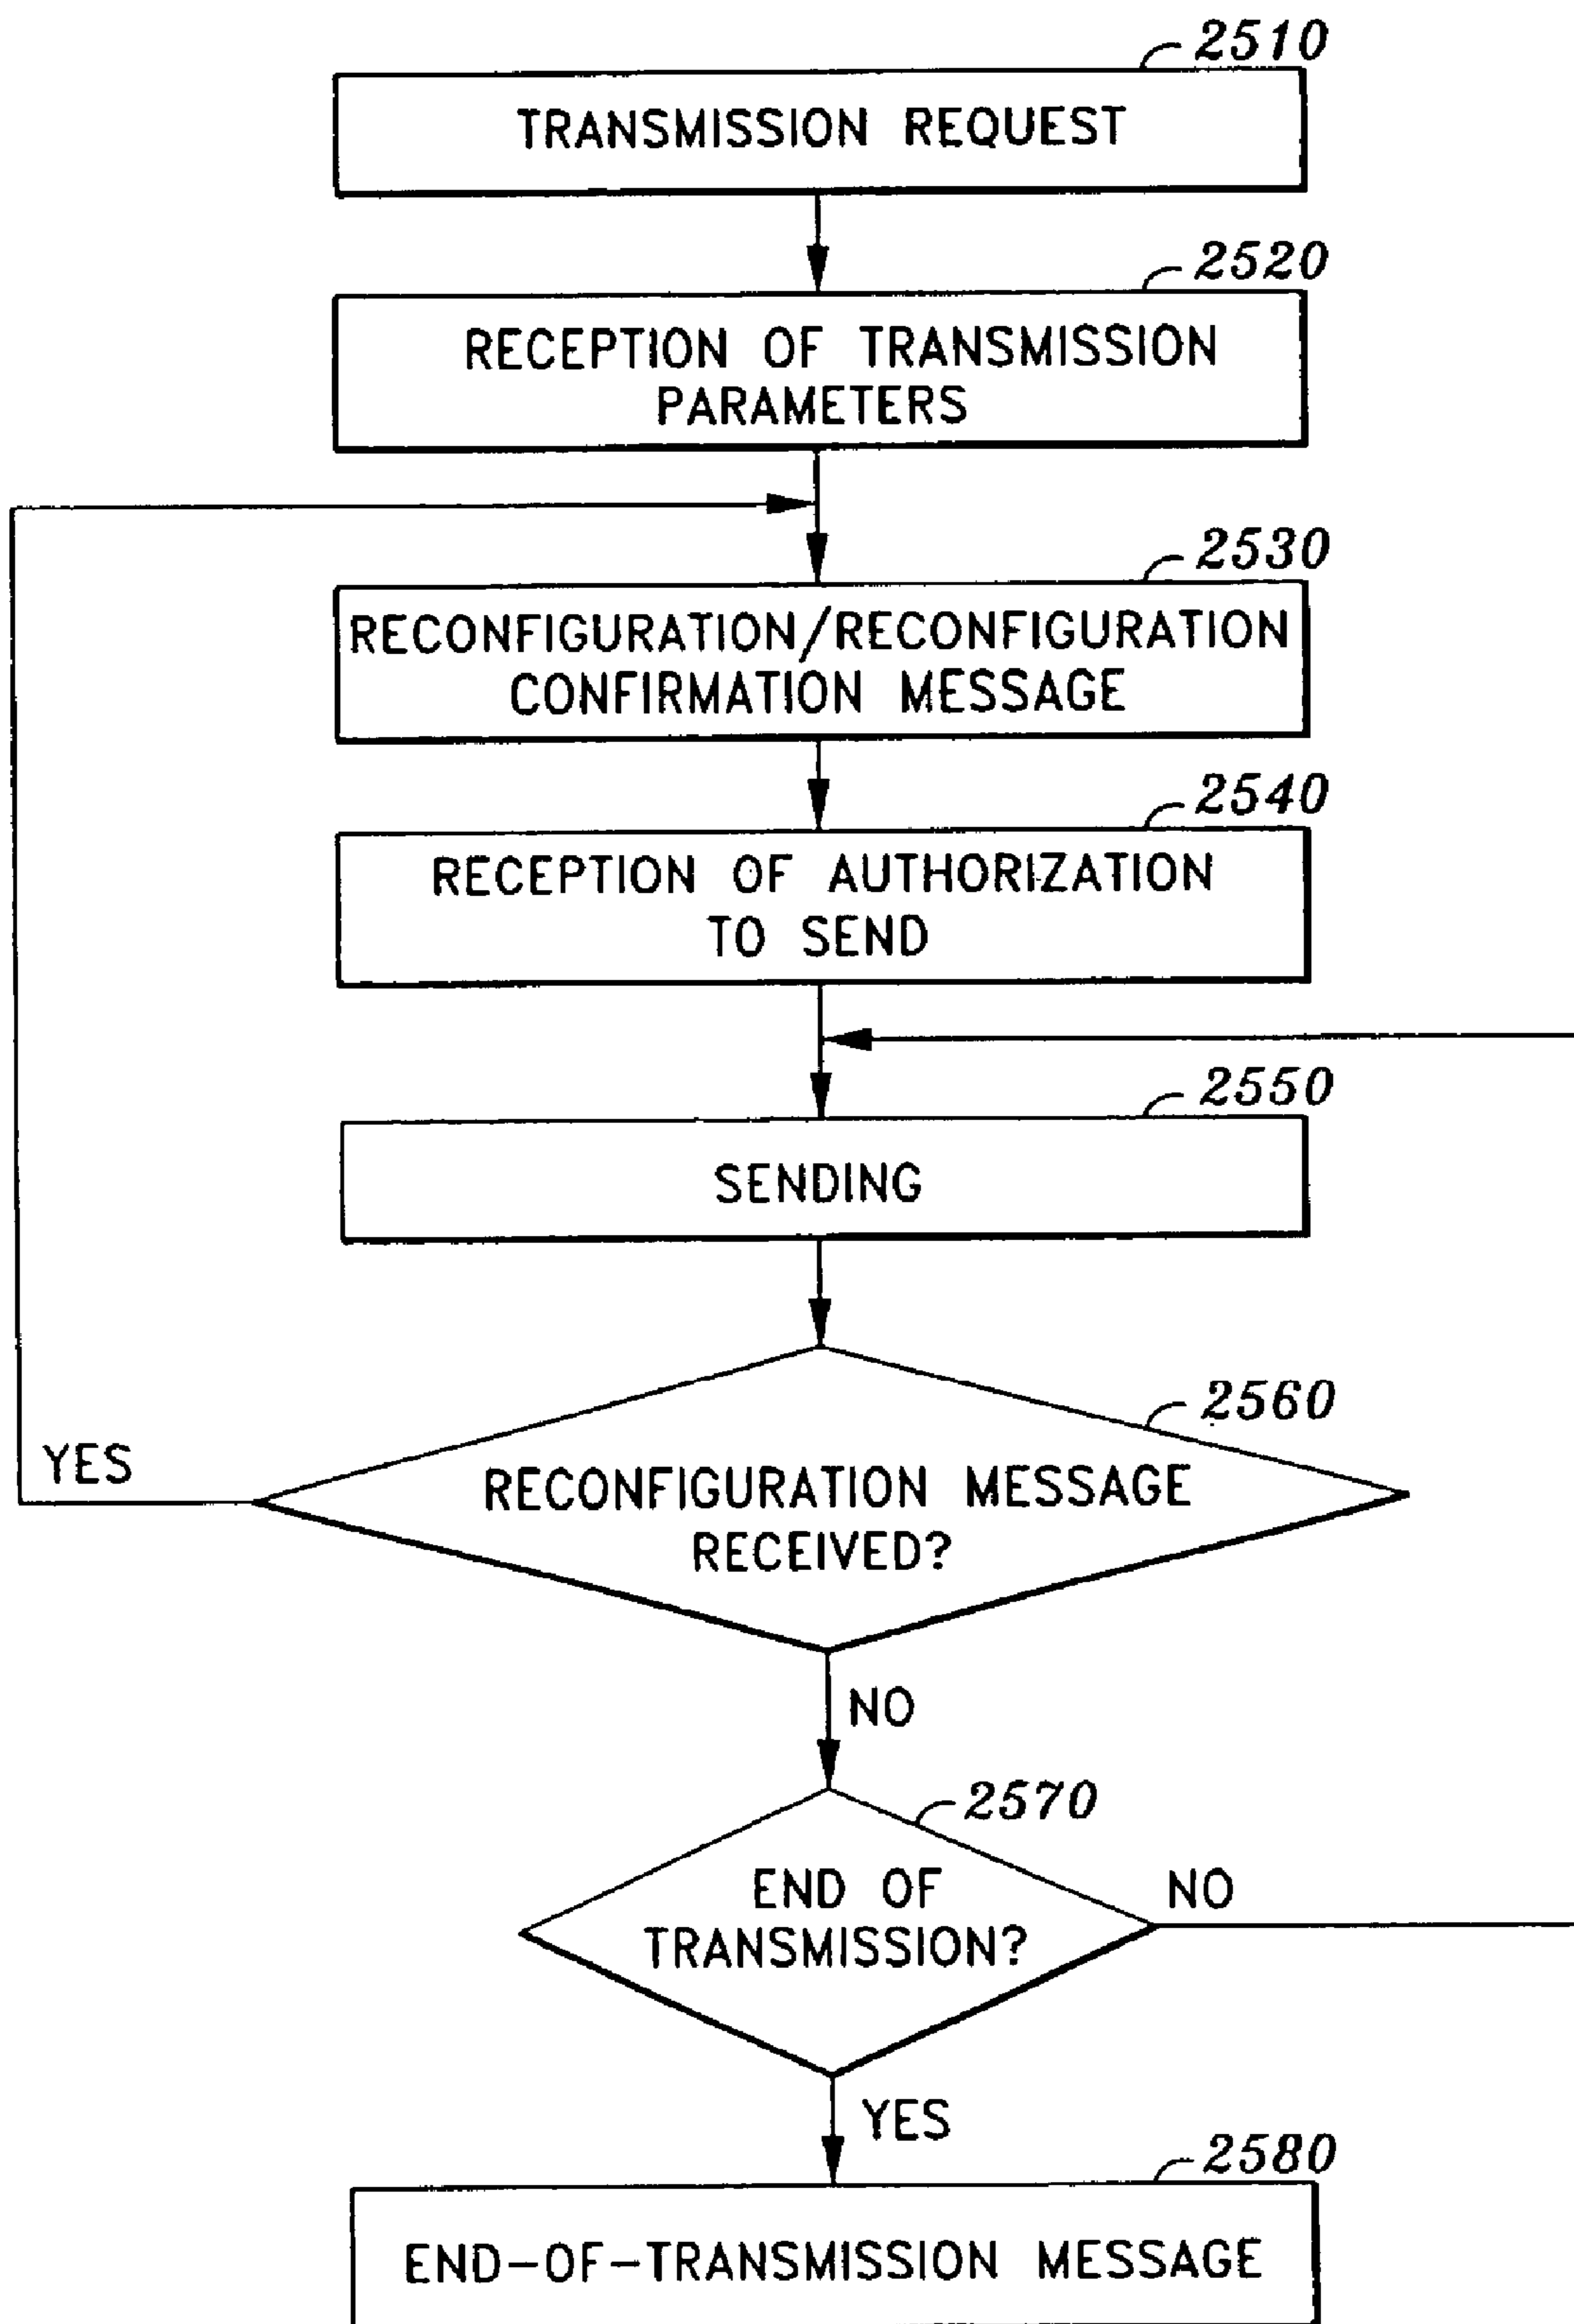 2510
TRANSMISSION REQUEST
2520
RECEPTION OF TRANSMISSION
PARAMETERS
2530
RECONFIGURATION/RECONFIGURATION
CONFIRMATION MESSAGE
2540
RECEPTION OF AUTHORIZATION
TO SEND
2550
SENDING
2560
YES
RECONFIGURATION MESSAGE
RECEIVED?
NO
2570
END OF
TRANSMISSION?
NO
YES
2580
END-OF-TRANSMISSION MESSAGE